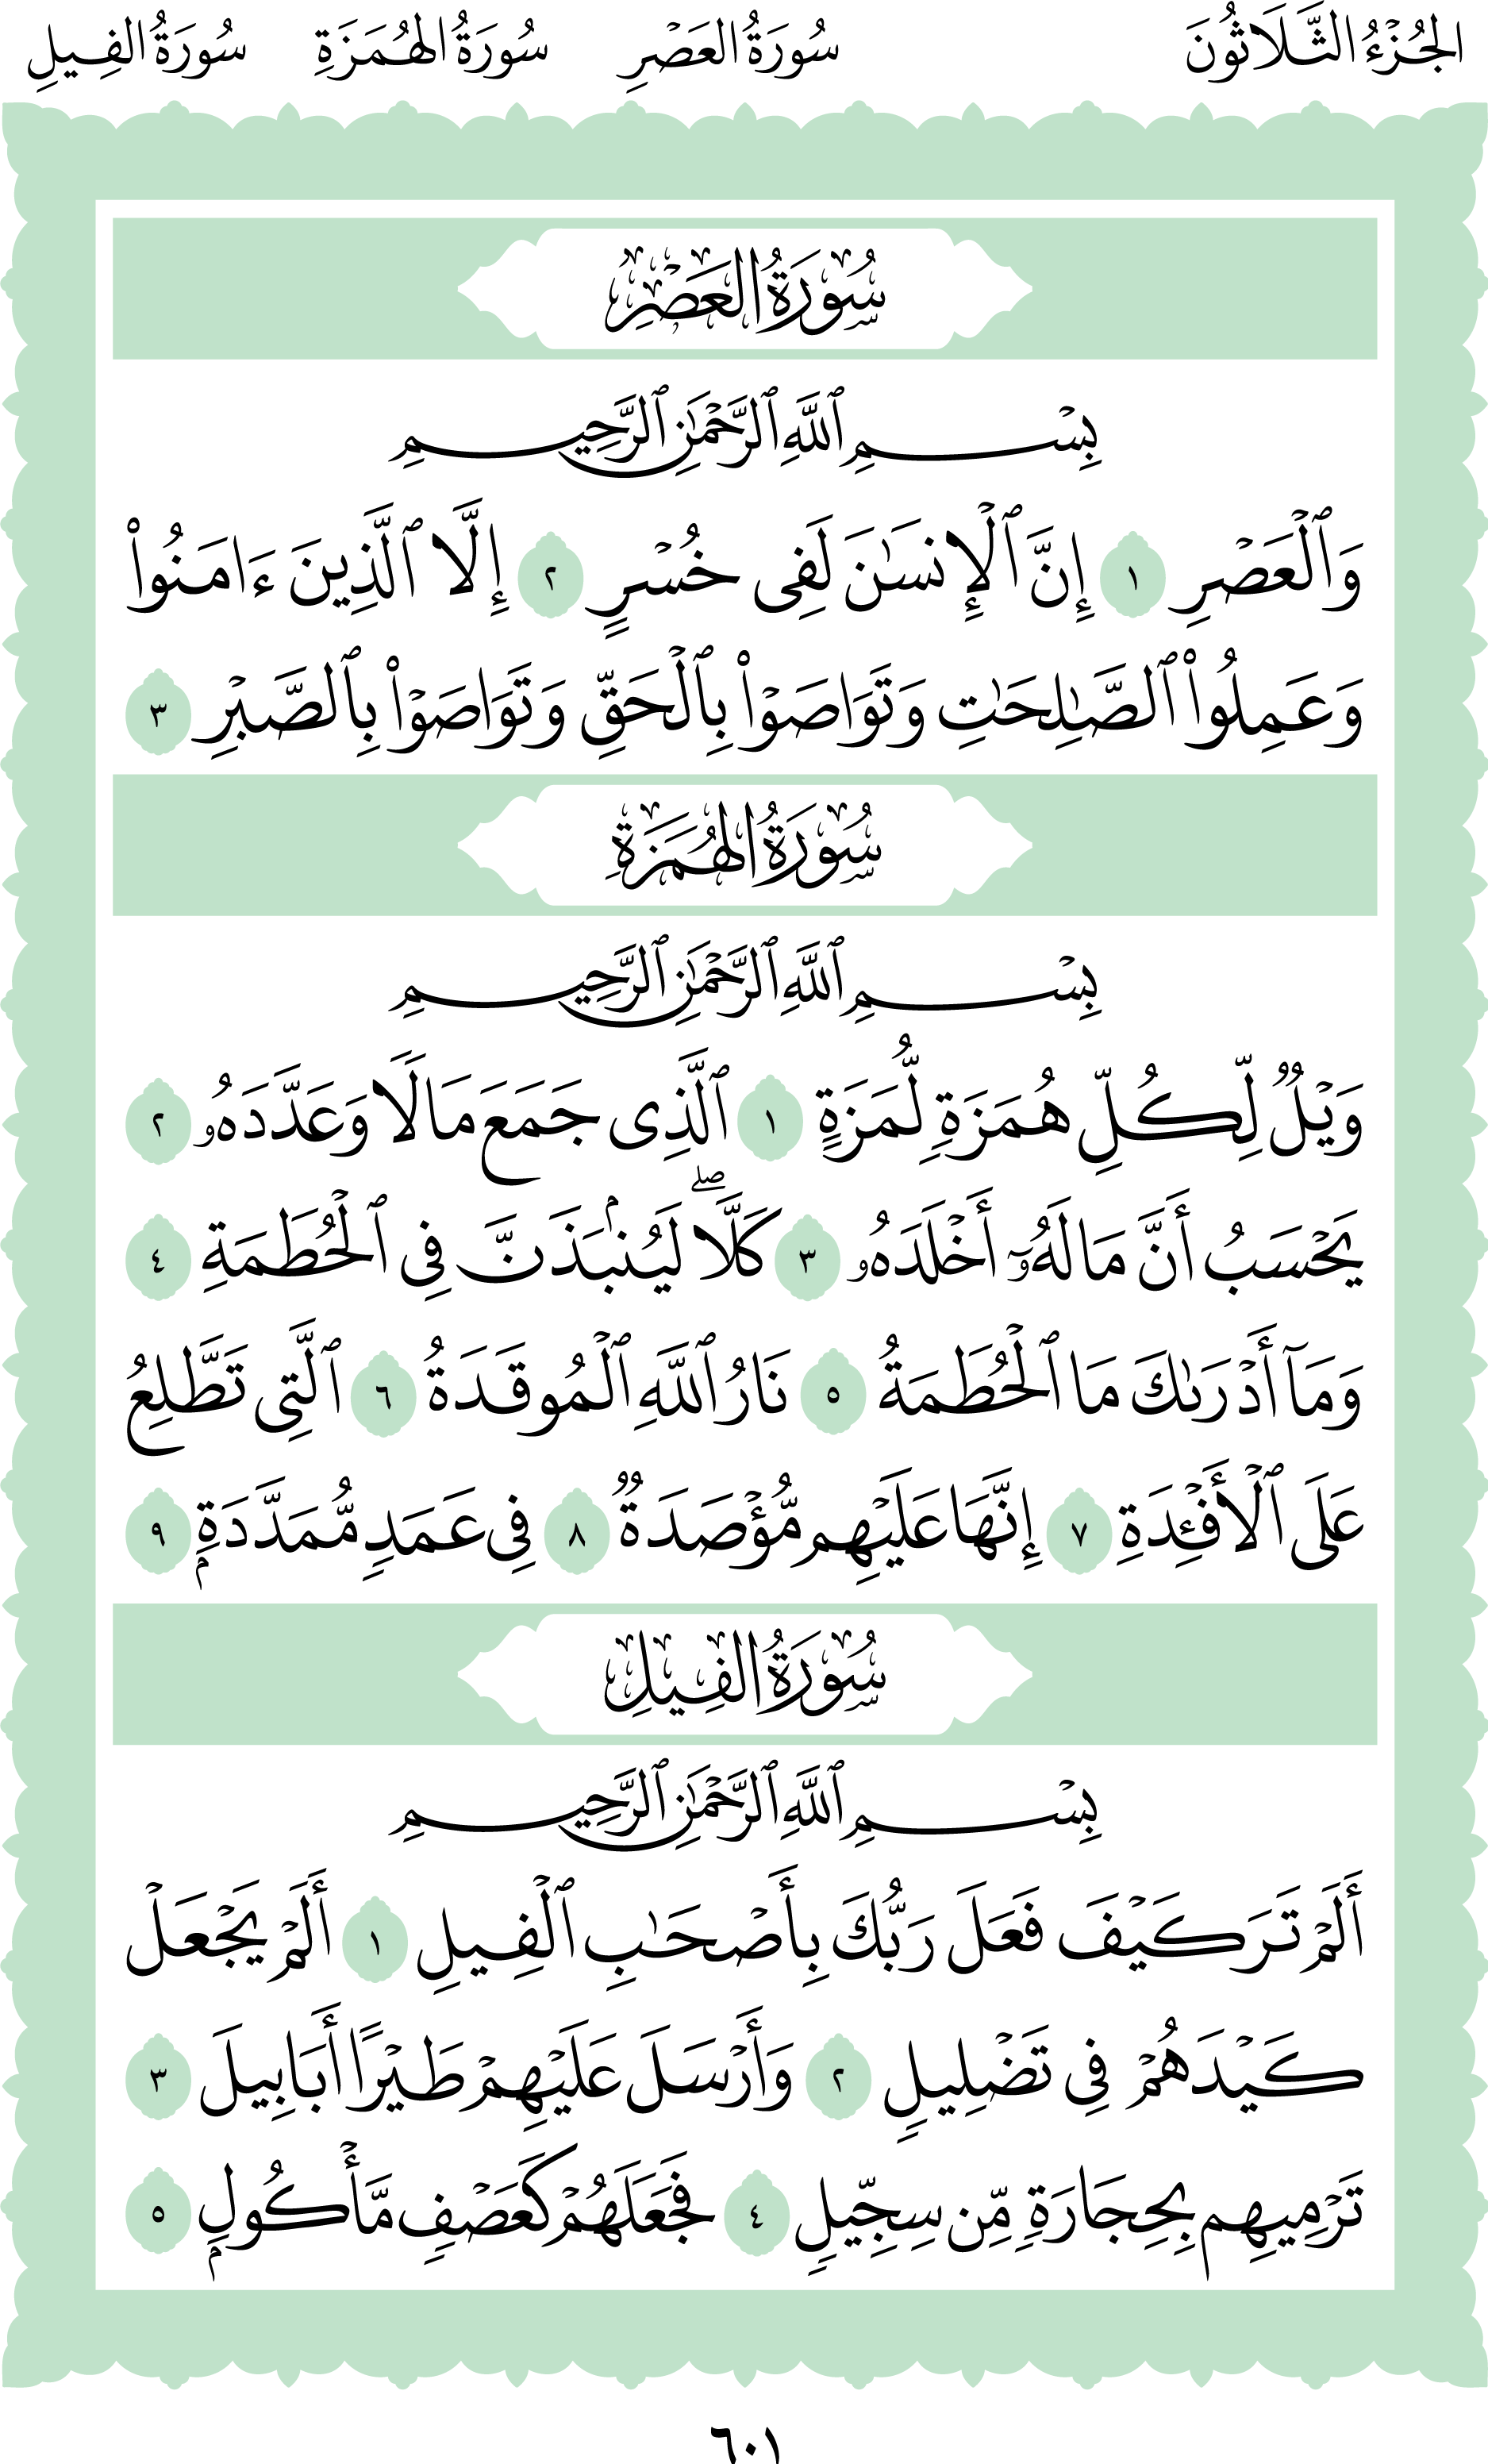 الجُزْءُ الثَّلَاثُونَ سُورَةُ العَصْرِ سُورَةُ الهُمَزَةِ سُورَةُ الفِيلِ
سُورَةُ العَصْرِ
بِسۡمِ ٱللَّهِ ٱلرَّحۡمَٰنِ ٱلرَّحِيمِ
وَٱلۡعَصۡرِ ١ إِنَّ ٱلۡإِنسَٰنَ لَفِي خُسۡرٍ ٢ إِلَّا ٱلَّذِينَ ءَامَنُواْ
وَعَمِلُواْ ٱلصَّٰلِحَٰتِ وَتَوَاصَوۡاْ بِٱلۡحَقِّ وَتَوَاصَوۡاْ بِٱلصَّبۡرِ ٣
سُورَةُ الهُمَزَةِ
بِسۡمِ ٱللَّهِ ٱلرَّحۡمَٰنِ ٱلرَّحِيمِ
وَيۡلٞ لِّكُلِّ هُمَزَةٖ لُّمَزَةٍ ١ ٱلَّذِي جَمَعَ مَالٗا وَعَدَّدَهُۥ ٢
يَحۡسَبُ أَنَّ مَالَهُۥٓ أَخۡلَدَهُۥ ٣ كَلَّاۖ لَيُنۢبَذَنَّ فِي ٱلۡحُطَمَةِ ٤
وَمَآ أَدۡرَىٰكَ مَا ٱلۡحُطَمَةُ ٥ نَارُ ٱللَّهِ ٱلۡمُوقَدَةُ ٦ ٱلَّتِي تَطَّلِعُ
عَلَى ٱلۡأَفۡـِٔدَةِ ٧ إِنَّهَا عَلَيۡهِم مُّؤۡصَدَةٞ ٨ فِي عَمَدٖ مُّمَدَّدَةِۭ ٩
سُورَةُ الفِيلِ
بِسۡمِ ٱللَّهِ ٱلرَّحۡمَٰنِ ٱلرَّحِيمِ
أَلَمۡ تَرَ كَيۡفَ فَعَلَ رَبُّكَ بِأَصۡحَٰبِ ٱلۡفِيلِ ١ أَلَمۡ يَجۡعَلۡ
كَيۡدَهُمۡ فِي تَضۡلِيلٖ ٢ وَأَرۡسَلَ عَلَيۡهِمۡ طَيۡرًا أَبَابِيلَ ٣
تَرۡمِيهِم بِحِجَارَةٖ مِّن سِجِّيلٖ ٤ فَجَعَلَهُمۡ كَعَصۡفٖ مَّأۡكُولِۭ ٥
٦٠١